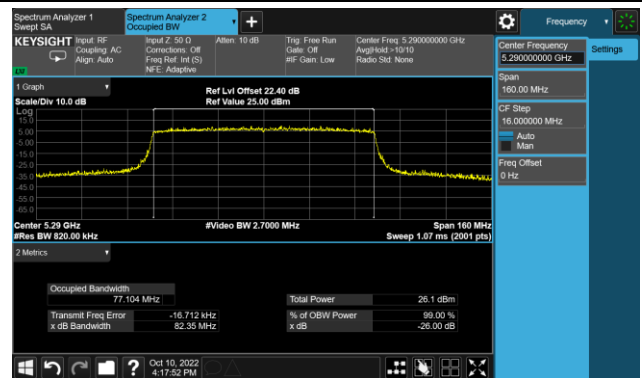 Spectrum Analyzer 1
Swept SA
Spectrum Analyzer 2
Occupied BW
+
Frequency
KEYSIGHT
Input: RF
Coupling: AC
Align: Auto
Input Z: 50 Ω
Corrections: Off
Freq Ref: Int (S)
NFE: Adaptive
Atten: 10 dB
Trig: Free Run
Gate: Off
#IF Gain: Low
Center Freq: 5.290000000 GHz
Avg|Hold:>10/10
Radio Std: None
Center Frequency
5.290000000 GHz
Settings
Span
160.00 MHz
CF Step
16.000000 MHz
Auto
Man
Freq Offset
0 Hz
1 Graph
Ref Lvl Offset 22.40 dB
Scale/Div 10.0 dB
Ref Value 25.00 dBm
Log
15.0
5.00
-5.00
-15.0
-25.0
-35.0
-45.0
-55.0
-65.0
Center 5.29 GHz
#Video BW 2.7000 MHz
Span 160 MHz
#Res BW 820.00 kHz
Sweep 1.07 ms (2001 pts)
2 Metrics
Occupied Bandwidth
77.104 MHz
Total Power
26.1 dBm
Transmit Freq Error
-16.712 kHz
% of OBW Power
99.00 %
x dB Bandwidth
82.35 MHz
x dB
-26.00 dB
?
Oct 10, 2022
4:17:52 PM